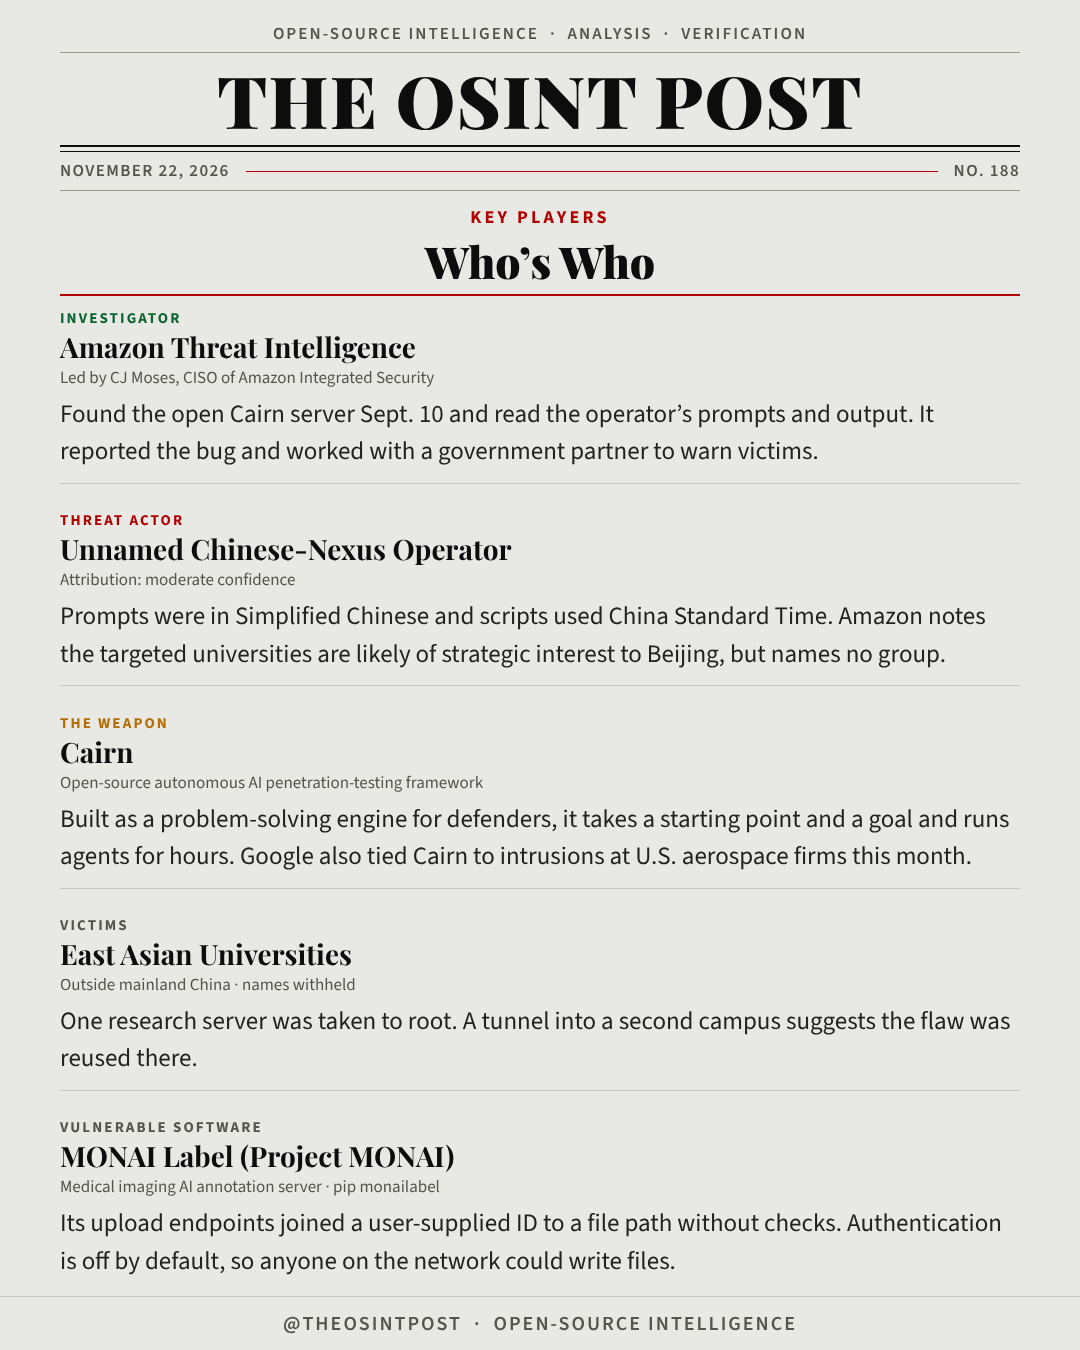 OPEN-SOURCE INTELLIGENCE · ANALYSIS · VERIFICATION
THE OSINT POST
NOVEMBER 22, 2026 NO. 188
KEY PLAYERS
Who’s Who
INVESTIGATOR
Amazon Threat Intelligence
Led by CJ Moses, CISO of Amazon Integrated Security
Found the open Cairn server Sept. 10 and read the operator’s prompts and output. It
reported the bug and worked with a government partner to warn victims.
THREAT ACTOR
Unnamed Chinese-Nexus Operator
Attribution: moderate confidence
Prompts were in Simplified Chinese and scripts used China Standard Time. Amazon notes
the targeted universities are likely of strategic interest to Beijing, but names no group.
THE WEAPON
Cairn
Open-source autonomous AI penetration-testing framework
Built as a problem-solving engine for defenders, it takes a starting point and a goal and runs
agents for hours. Google also tied Cairn to intrusions at U.S. aerospace firms this month.
VICTIMS
East Asian Universities
Outside mainland China · names withheld
One research server was taken to root. A tunnel into a second campus suggests the flaw was
reused there.
VULNERABLE SOFTWARE
MONAI Label (Project MONAI)
Medical imaging AI annotation server · pip monailabel
Its upload endpoints joined a user-supplied ID to a file path without checks. Authentication
is off by default, so anyone on the network could write files.
@THEOSINTPOST · OPEN-SOURCE INTELLIGENCE